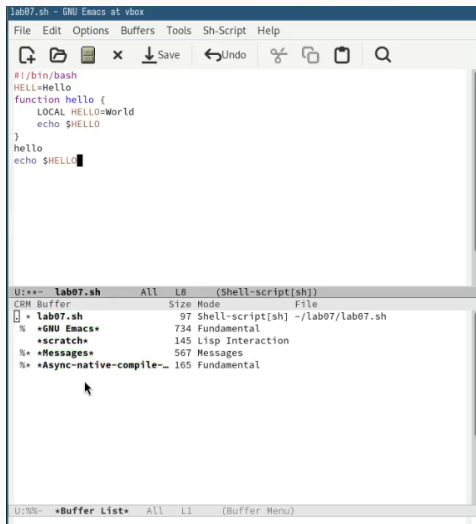 lab07.sh - GNU Emacs at vbox
File Edit Options Buffers Tools Sh-Script Help
Save Undo
#!/bin/bash
HELL=Hello
function hello {
    LOCAL HELLO=World
    echo $HELLO
}
hello
echo $HELLO
U:**- lab07.sh All L8 (Shell-script[sh])
CRM Buffer Size Mode File
. * lab07.sh 97 Shell-script[sh] ~/lab07/lab07.sh
% *GNU Emacs* 734 Fundamental
*scratch* 145 Lisp Interaction
%* *Messages* 567 Messages
%* *Async-native-compile-… 165 Fundamental
U:%%- *Buffer List* All L1 (Buffer Menu)